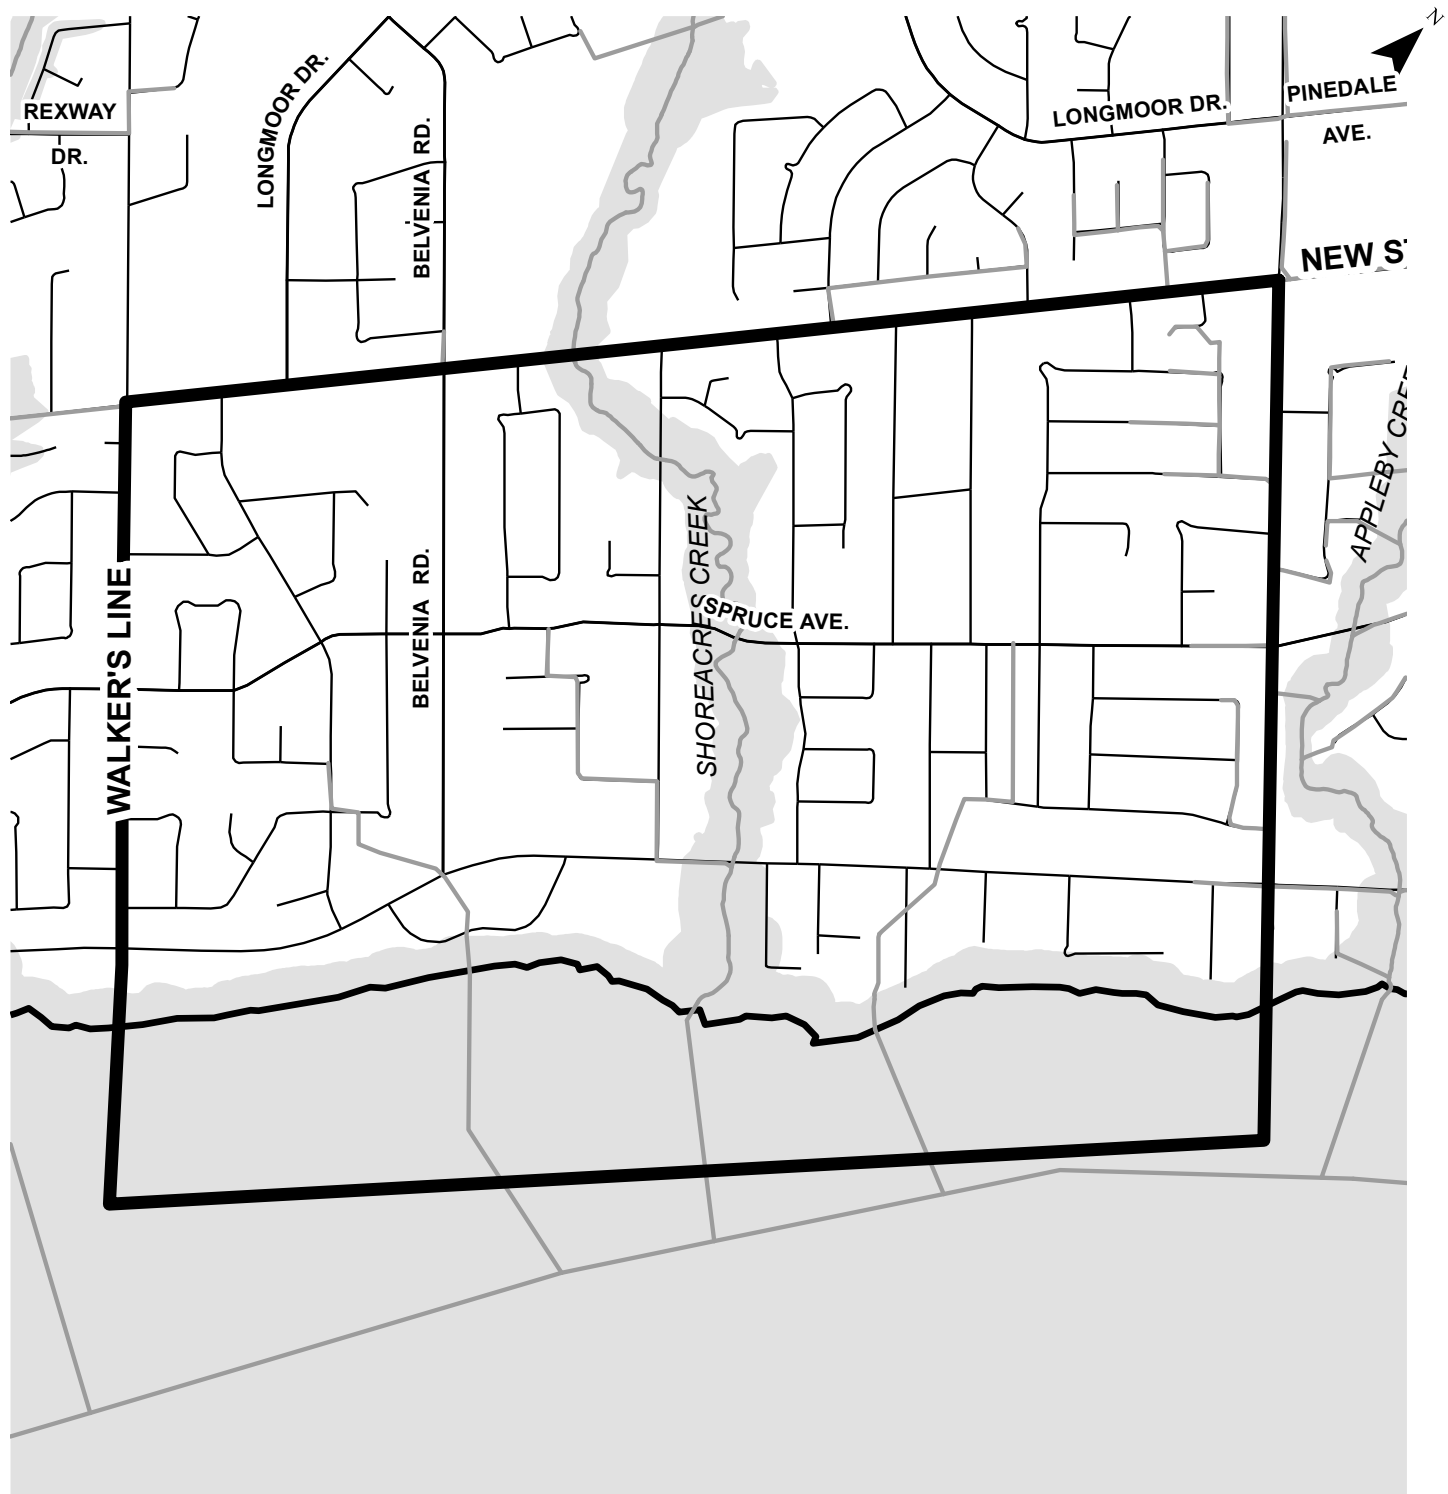 N
LONGMOOR DR.
REXWAY
DR.
BELVENIA RD.
LONGMOOR DR.
PINEDALE
AVE.
NEW ST
APPLEBY CRE
WALKER'S LINE
BELVENIA RD.
SHOREACRES CREEK
SPRUCE AVE.